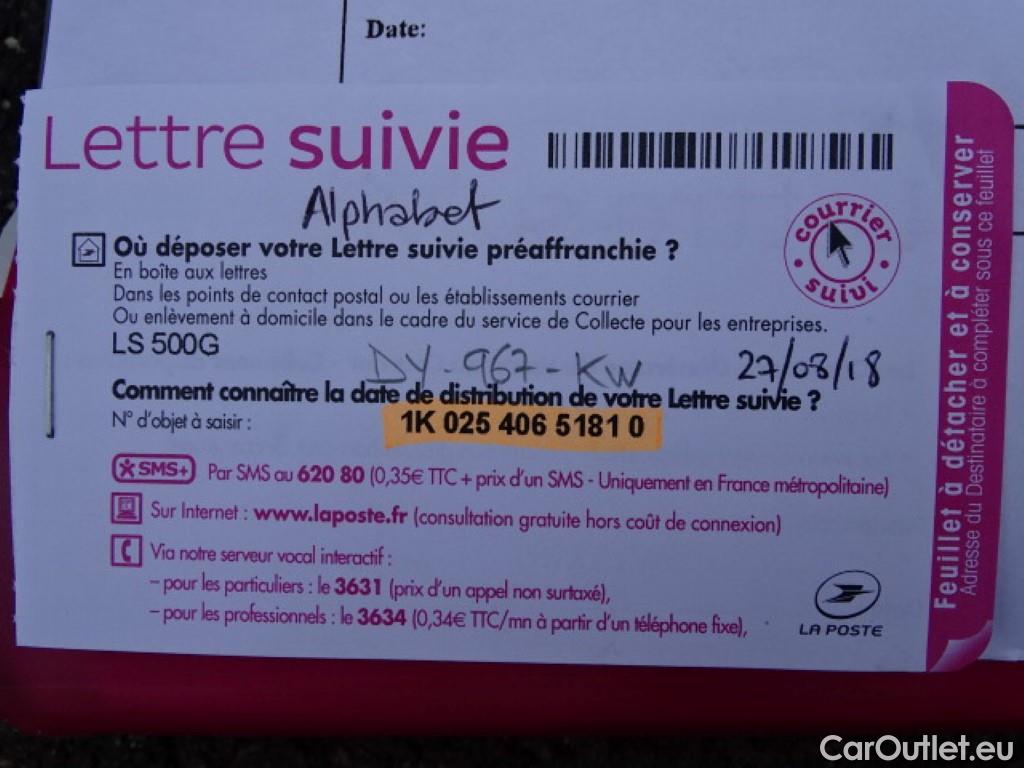 Date:
Lettre suivie
Alphabet
courrier suivi
Où déposer votre Lettre suivie préaffranchie ?
En boîte aux lettres
Dans les points de contact postal ou les établissements courrier
Ou enlèvement à domicile dans le cadre du service de Collecte pour les entreprises.
LS 500G
DY-967-KW
27/08/18
Comment connaître la date de distribution de votre Lettre suivie ?
N° d'objet à saisir :
1K 025 406 5181 0
SMS+ Par SMS au 620 80 (0,35€ TTC + prix d'un SMS - Uniquement en France métropolitaine)
Sur Internet : www.laposte.fr (consultation gratuite hors coût de connexion)
Via notre serveur vocal interactif :
– pour les particuliers : le 3631 (prix d'un appel non surtaxé),
– pour les professionnels : le 3634 (0,34€ TTC/mn à partir d'un téléphone fixe),
LA POSTE
Feuillet à détacher et à conserver
Adresse du Destinataire à compléter sous ce feuillet
CarOutlet.eu